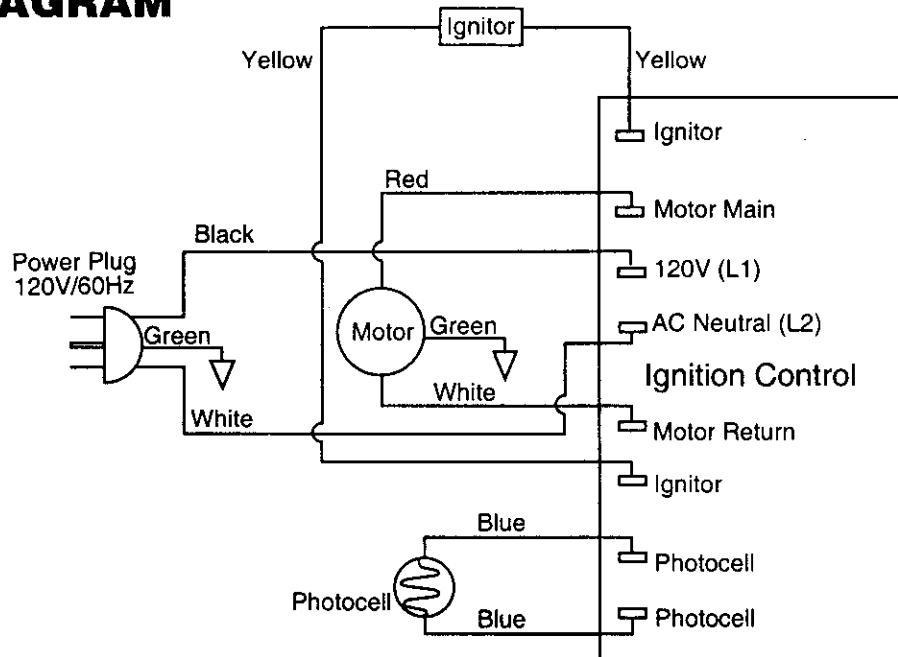 AGRAM
Ignitor
Yellow
Yellow
Ignitor
Red
Motor Main
Black
Power Plug
120V/60Hz
120V (L1)
Green
Motor
Green
AC Neutral (L2)
Ignition Control
White
White
Motor Return
Ignitor
Blue
Photocell
Photocell
Blue
Photocell